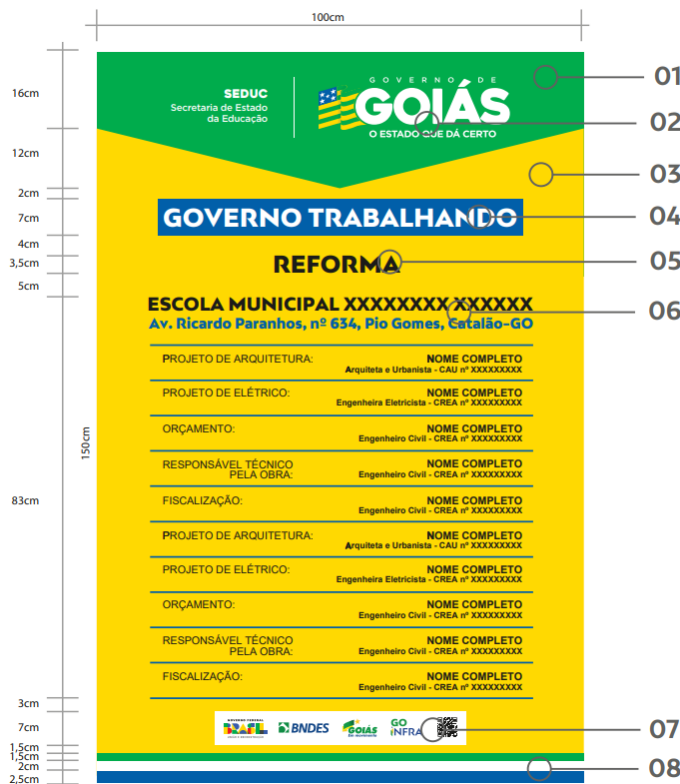 100cm
16cm
12cm
2cm
7cm
4cm
3,5cm
5cm
150cm
83cm
3cm
7cm
1,5cm
1,5cm
2cm
2,5cm
SEDUC
Secretaria de Estado
da Educação
GOVERNO DE
GOIÁS
O ESTADO QUE DÁ CERTO
01
02
03
GOVERNO TRABALHANDO
04
REFORMA
05
ESCOLA MUNICIPAL XXXXXXXX XXXXXX
06
Av. Ricardo Paranhos, nº 634, Pio Gomes, Catalão-GO
PROJETO DE ARQUITETURA:
NOME COMPLETO
Arquiteta e Urbanista - CAU nº XXXXXXXXX
PROJETO DE ELÉTRICO:
NOME COMPLETO
Engenheira Eletricista - CREA nº XXXXXXXXX
ORÇAMENTO:
NOME COMPLETO
Engenheiro Civil - CREA nº XXXXXXXXX
RESPONSÁVEL TÉCNICO
PELA OBRA:
NOME COMPLETO
Engenheiro Civil - CREA nº XXXXXXXXX
FISCALIZAÇÃO:
NOME COMPLETO
Engenheiro Civil - CREA nº XXXXXXXXX
PROJETO DE ARQUITETURA:
NOME COMPLETO
Arquiteta e Urbanista - CAU nº XXXXXXXXX
PROJETO DE ELÉTRICO:
NOME COMPLETO
Engenheira Eletricista - CREA nº XXXXXXXXX
ORÇAMENTO:
NOME COMPLETO
Engenheiro Civil - CREA nº XXXXXXXXX
RESPONSÁVEL TÉCNICO
PELA OBRA:
NOME COMPLETO
Engenheiro Civil - CREA nº XXXXXXXXX
FISCALIZAÇÃO:
NOME COMPLETO
Engenheiro Civil - CREA nº XXXXXXXXX
GOVERNO FEDERAL
BRASIL
BNDES
GOIÁS
GO
INFRA
07
08